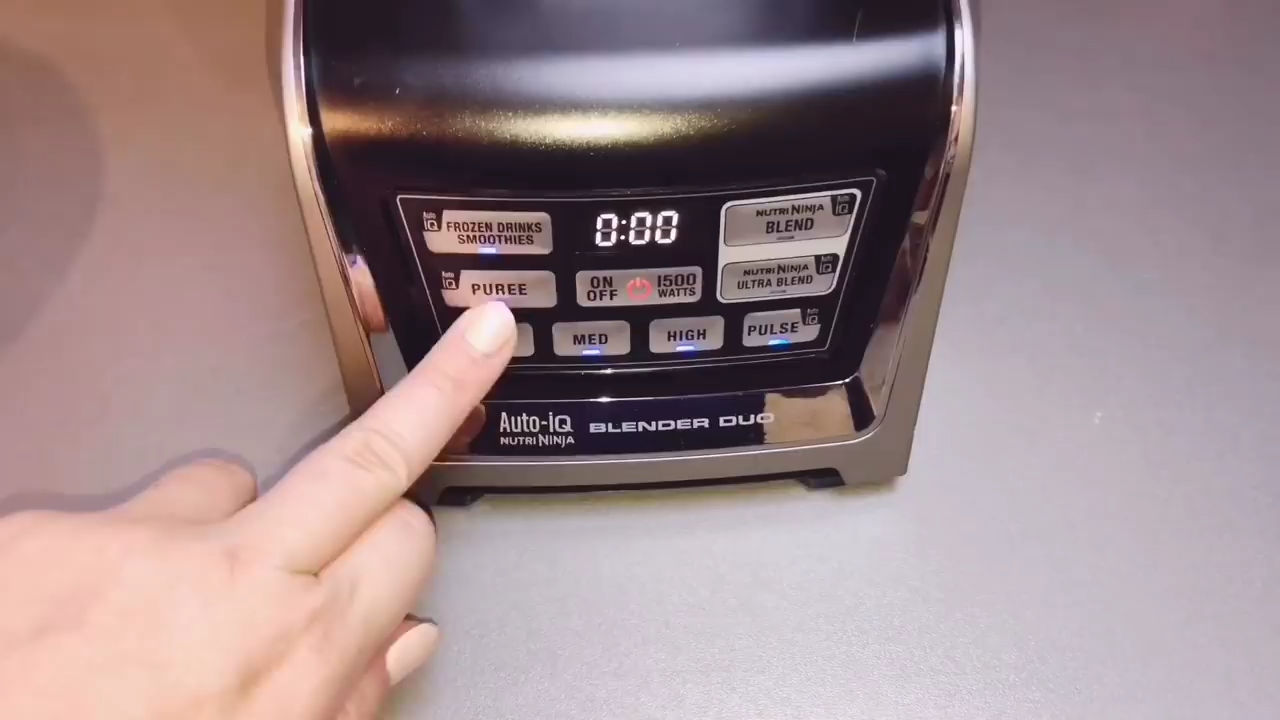 Auto iQ
FROZEN DRINKS
SMOOTHIES
0:00
NUTRI NINJA Auto iQ
BLEND
Auto iQ
PUREE
ON OFF
1500 WATTS
NUTRI NINJA Auto iQ
ULTRA BLEND
MED
HIGH
PULSE Auto iQ
Auto-iQ
NUTRI NINJA
BLENDER DUO